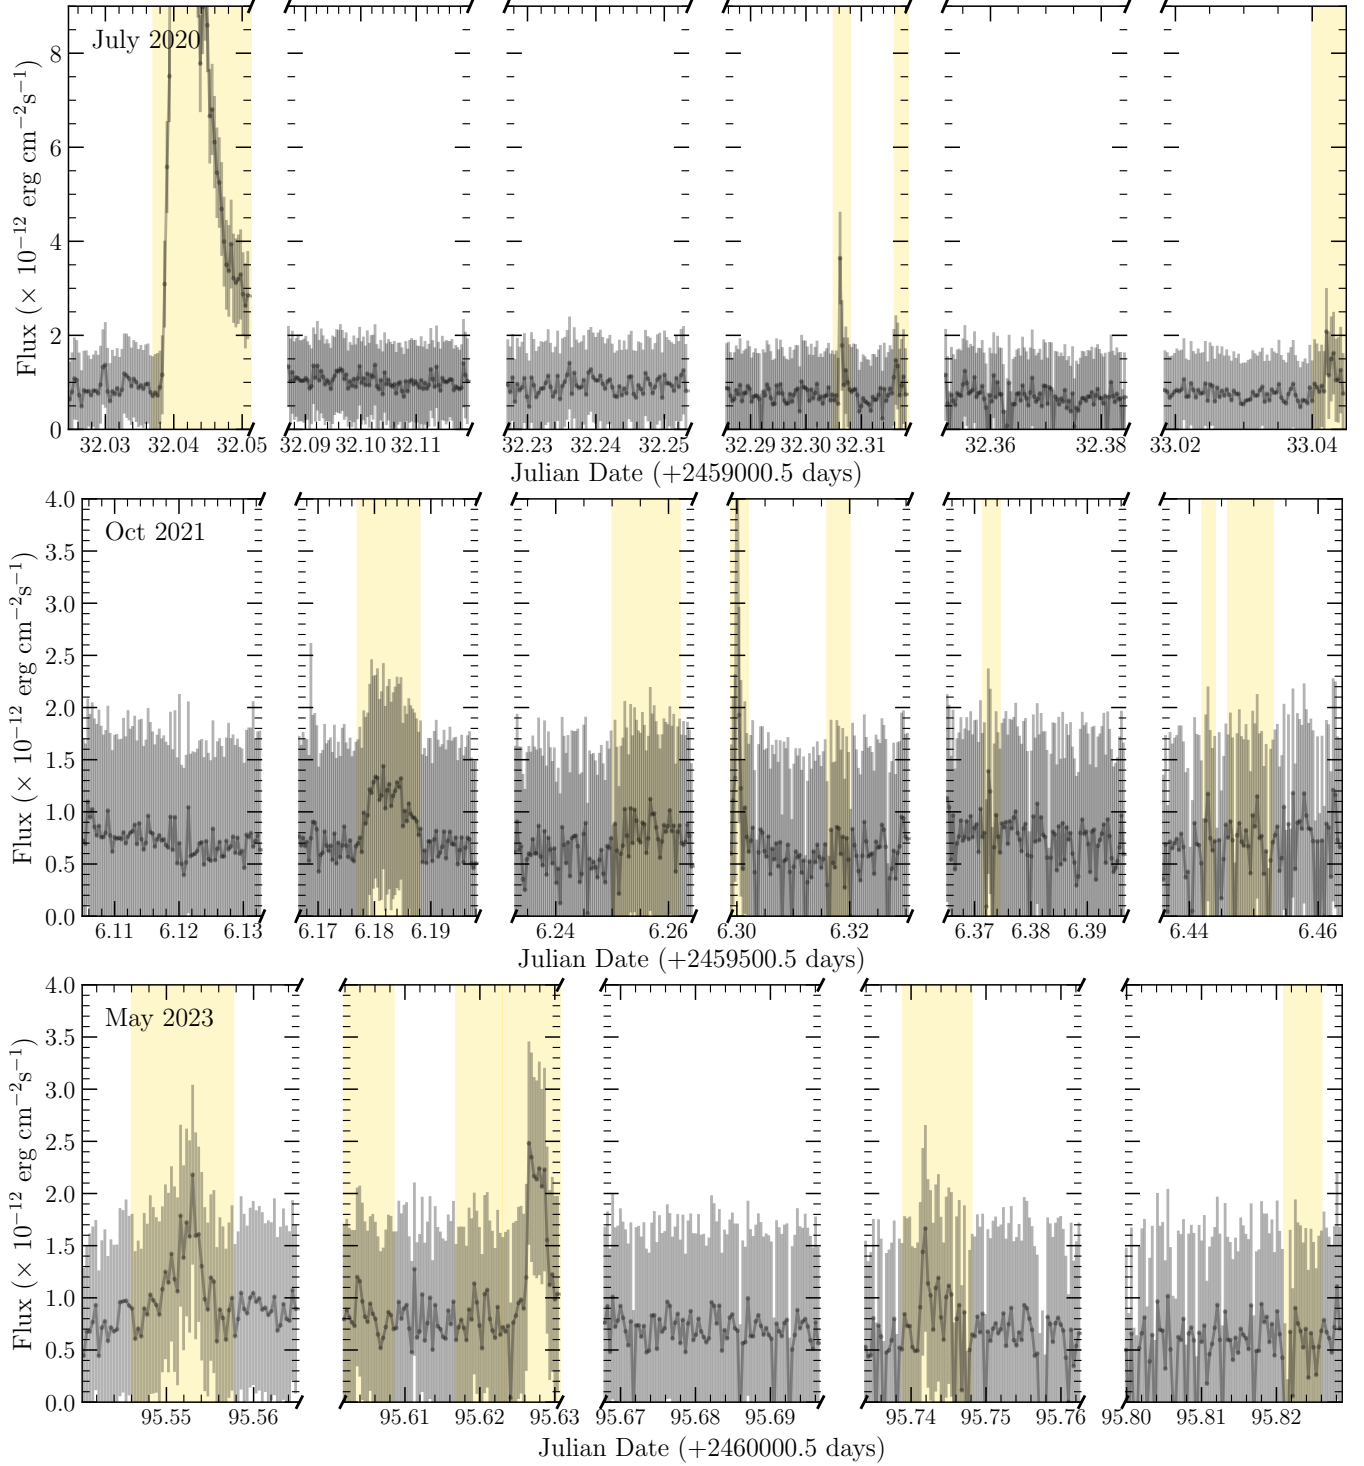 July 2020
Flux (× 10−12 erg cm−2s−1)
8
6
4
2
0
32.03 32.04 32.05 32.09 32.10 32.11 32.23 32.24 32.25 32.29 32.30 32.31 32.36 32.38 33.02 33.04
Julian Date (+2459000.5 days)
Oct 2021
Flux (× 10−12 erg cm−2s−1)
4.0
3.5
3.0
2.5
2.0
1.5
1.0
0.5
0.0
6.11 6.12 6.13 6.17 6.18 6.19 6.24 6.26 6.30 6.32 6.37 6.38 6.39 6.44 6.46
Julian Date (+2459500.5 days)
May 2023
Flux (× 10−12 erg cm−2s−1)
4.0
3.5
3.0
2.5
2.0
1.5
1.0
0.5
0.0
95.55 95.56 95.61 95.62 95.63 95.67 95.68 95.69 95.74 95.75 95.76 95.80 95.81 95.82
Julian Date (+2460000.5 days)